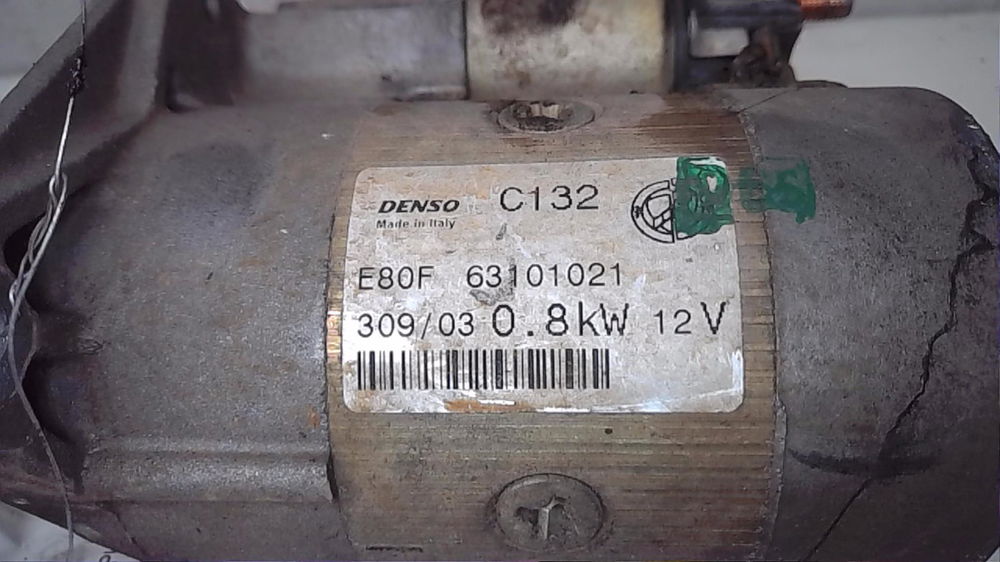 DENSO C132
Made in Italy
E80F 63101021
309/03 0.8kW 12V